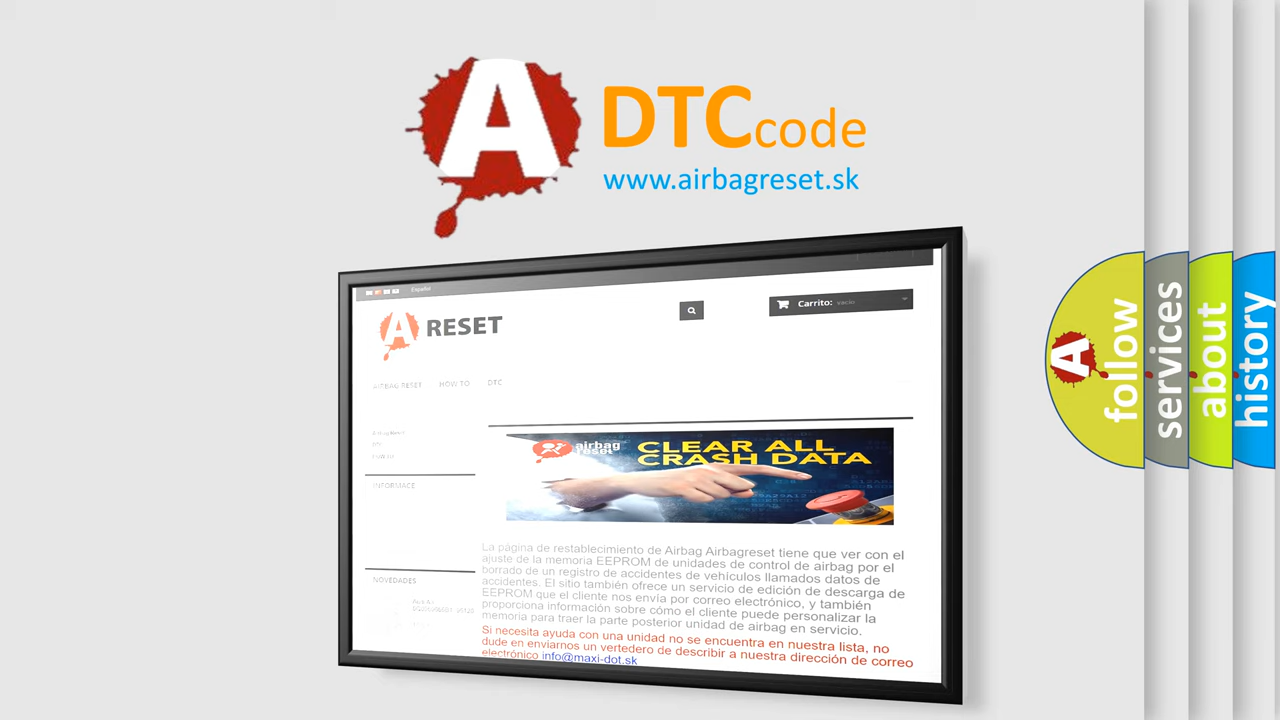 A
DTCcode
www.airbagreset.sk
Español
A RESET
Carrito: vacío
AIRBAG RESET HOW TO DTC
INFORMACE
NOVEDADES
airbag
reset
CLEAR ALL
CRASH DATA
La página de restablecimiento de Airbag Airbagreset tiene que ver con el
ajuste de la memoria EEPROM de unidades de control de airbag por el
borrado de un registro de accidentes de vehículos llamados datos de
accidentes. El sitio también ofrece un servicio de edición de descarga de
EEPROM que el cliente nos envía por correo electrónico, y también
proporciona información sobre cómo el cliente puede personalizar la
memoria para traer la parte posterior unidad de airbag en servicio.
Si necesita ayuda con una unidad no se encuentra en nuestra lista, no
dude en enviarnos un vertedero de describir a nuestra dirección de correo
electrónico info@maxi-dot.sk
A
follow
services
about
history